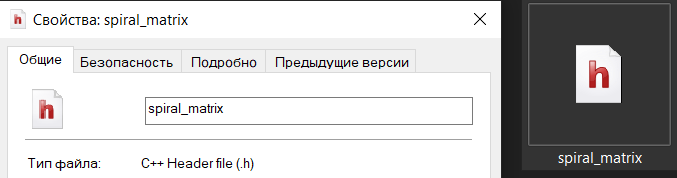 Свойства: spiral_matrix
Общие Безопасность Подробно Предыдущие версии
h
spiral_matrix
Тип файла: C++ Header file (.h)
h
spiral_matrix